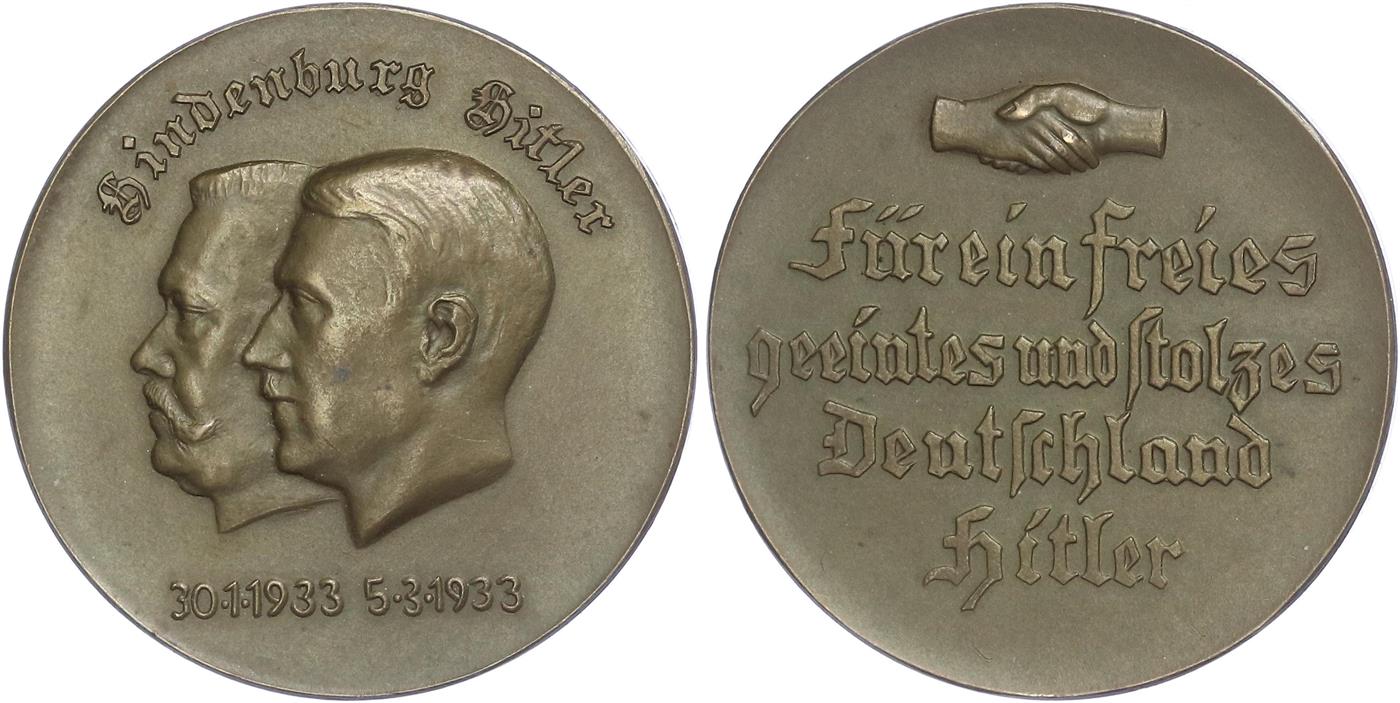 Hindenburg Hitler
30·1·1933 5·3·1933
Für ein freies
geeintes und stolzes
Deutschland
Hitler